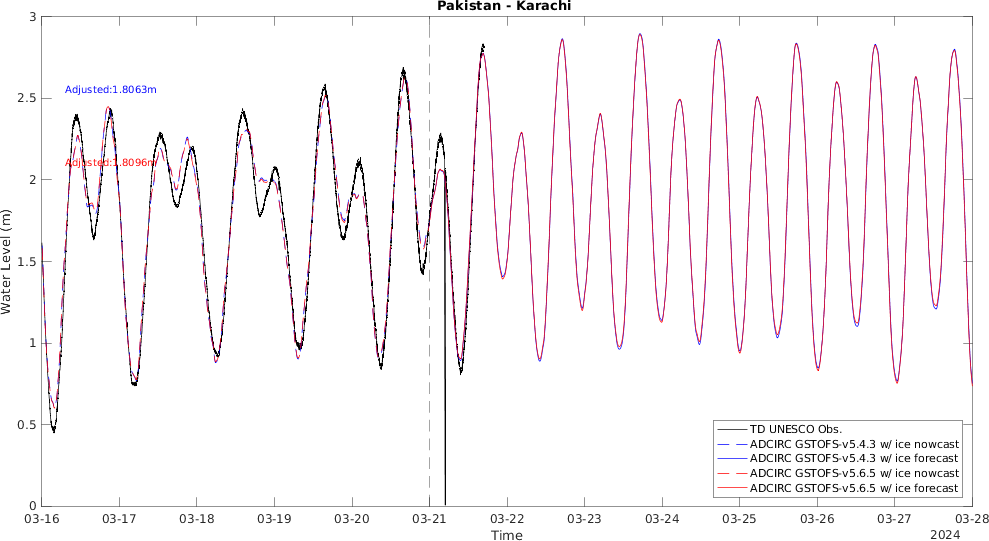 Pakistan - Karachi
3
2.5
2
1.5
1
0.5
0
Water Level (m)
Adjusted:1.8063m
Adjusted:1.8096m
TD UNESCO Obs.
ADCIRC GSTOFS-v5.4.3 w/ ice nowcast
ADCIRC GSTOFS-v5.4.3 w/ ice forecast
ADCIRC GSTOFS-v5.6.5 w/ ice nowcast
ADCIRC GSTOFS-v5.6.5 w/ ice forecast
03-16 03-17 03-18 03-19 03-20 03-21 03-22 03-23 03-24 03-25 03-26 03-27 03-28
Time
2024